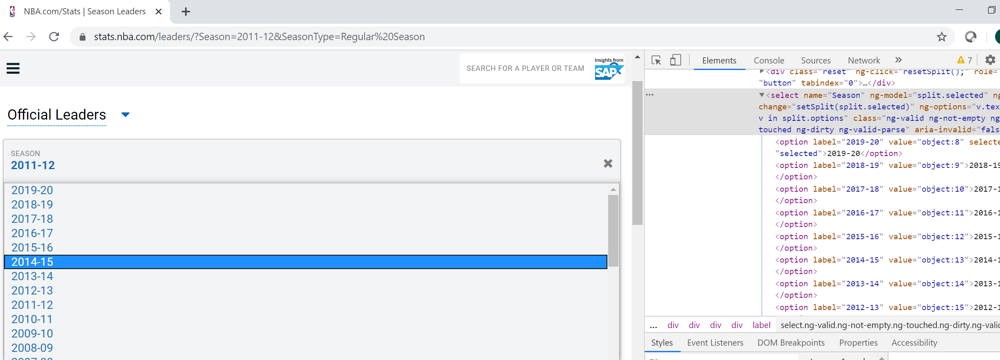 NBA.com/Stats | Season Leaders
stats.nba.com/leaders/?Season=2011-12&SeasonType=Regular%20Season
SEARCH FOR A PLAYER OR TEAM
Insights from
SAP
Official Leaders
SEASON
2011-12
2019-20
2018-19
2017-18
2016-17
2015-16
2014-15
2013-14
2012-13
2011-12
2010-11
2009-10
2008-09
Elements Console Sources Network 7
<div class="reset" ng-click="resetSplit();" role=
"button" tabindex="0">…</div>
<select name="Season" ng-model="split.selected" ng
change="setSplit(split.selected)" ng-options="v.tex
v in split.options" class="ng-valid ng-not-empty ng
touched ng-dirty ng-valid-parse" aria-invalid="fals
<option label="2019-20" value="object:8" selecte
"selected">2019-20</option>
<option label="2018-19" value="object:9">2018-19
</option>
<option label="2017-18" value="object:10">2017-1
</option>
<option label="2016-17" value="object:11">2016-1
</option>
<option label="2015-16" value="object:12">2015-1
</option>
<option label="2014-15" value="object:13">2014-1
</option>
<option label="2013-14" value="object:14">2013-1
</option>
<option label="2012-13" value="object:15">2012-1
... div div div div label select.ng-valid.ng-not-empty.ng-touched.ng-dirty.ng-valid
Styles Event Listeners DOM Breakpoints Properties Accessibility